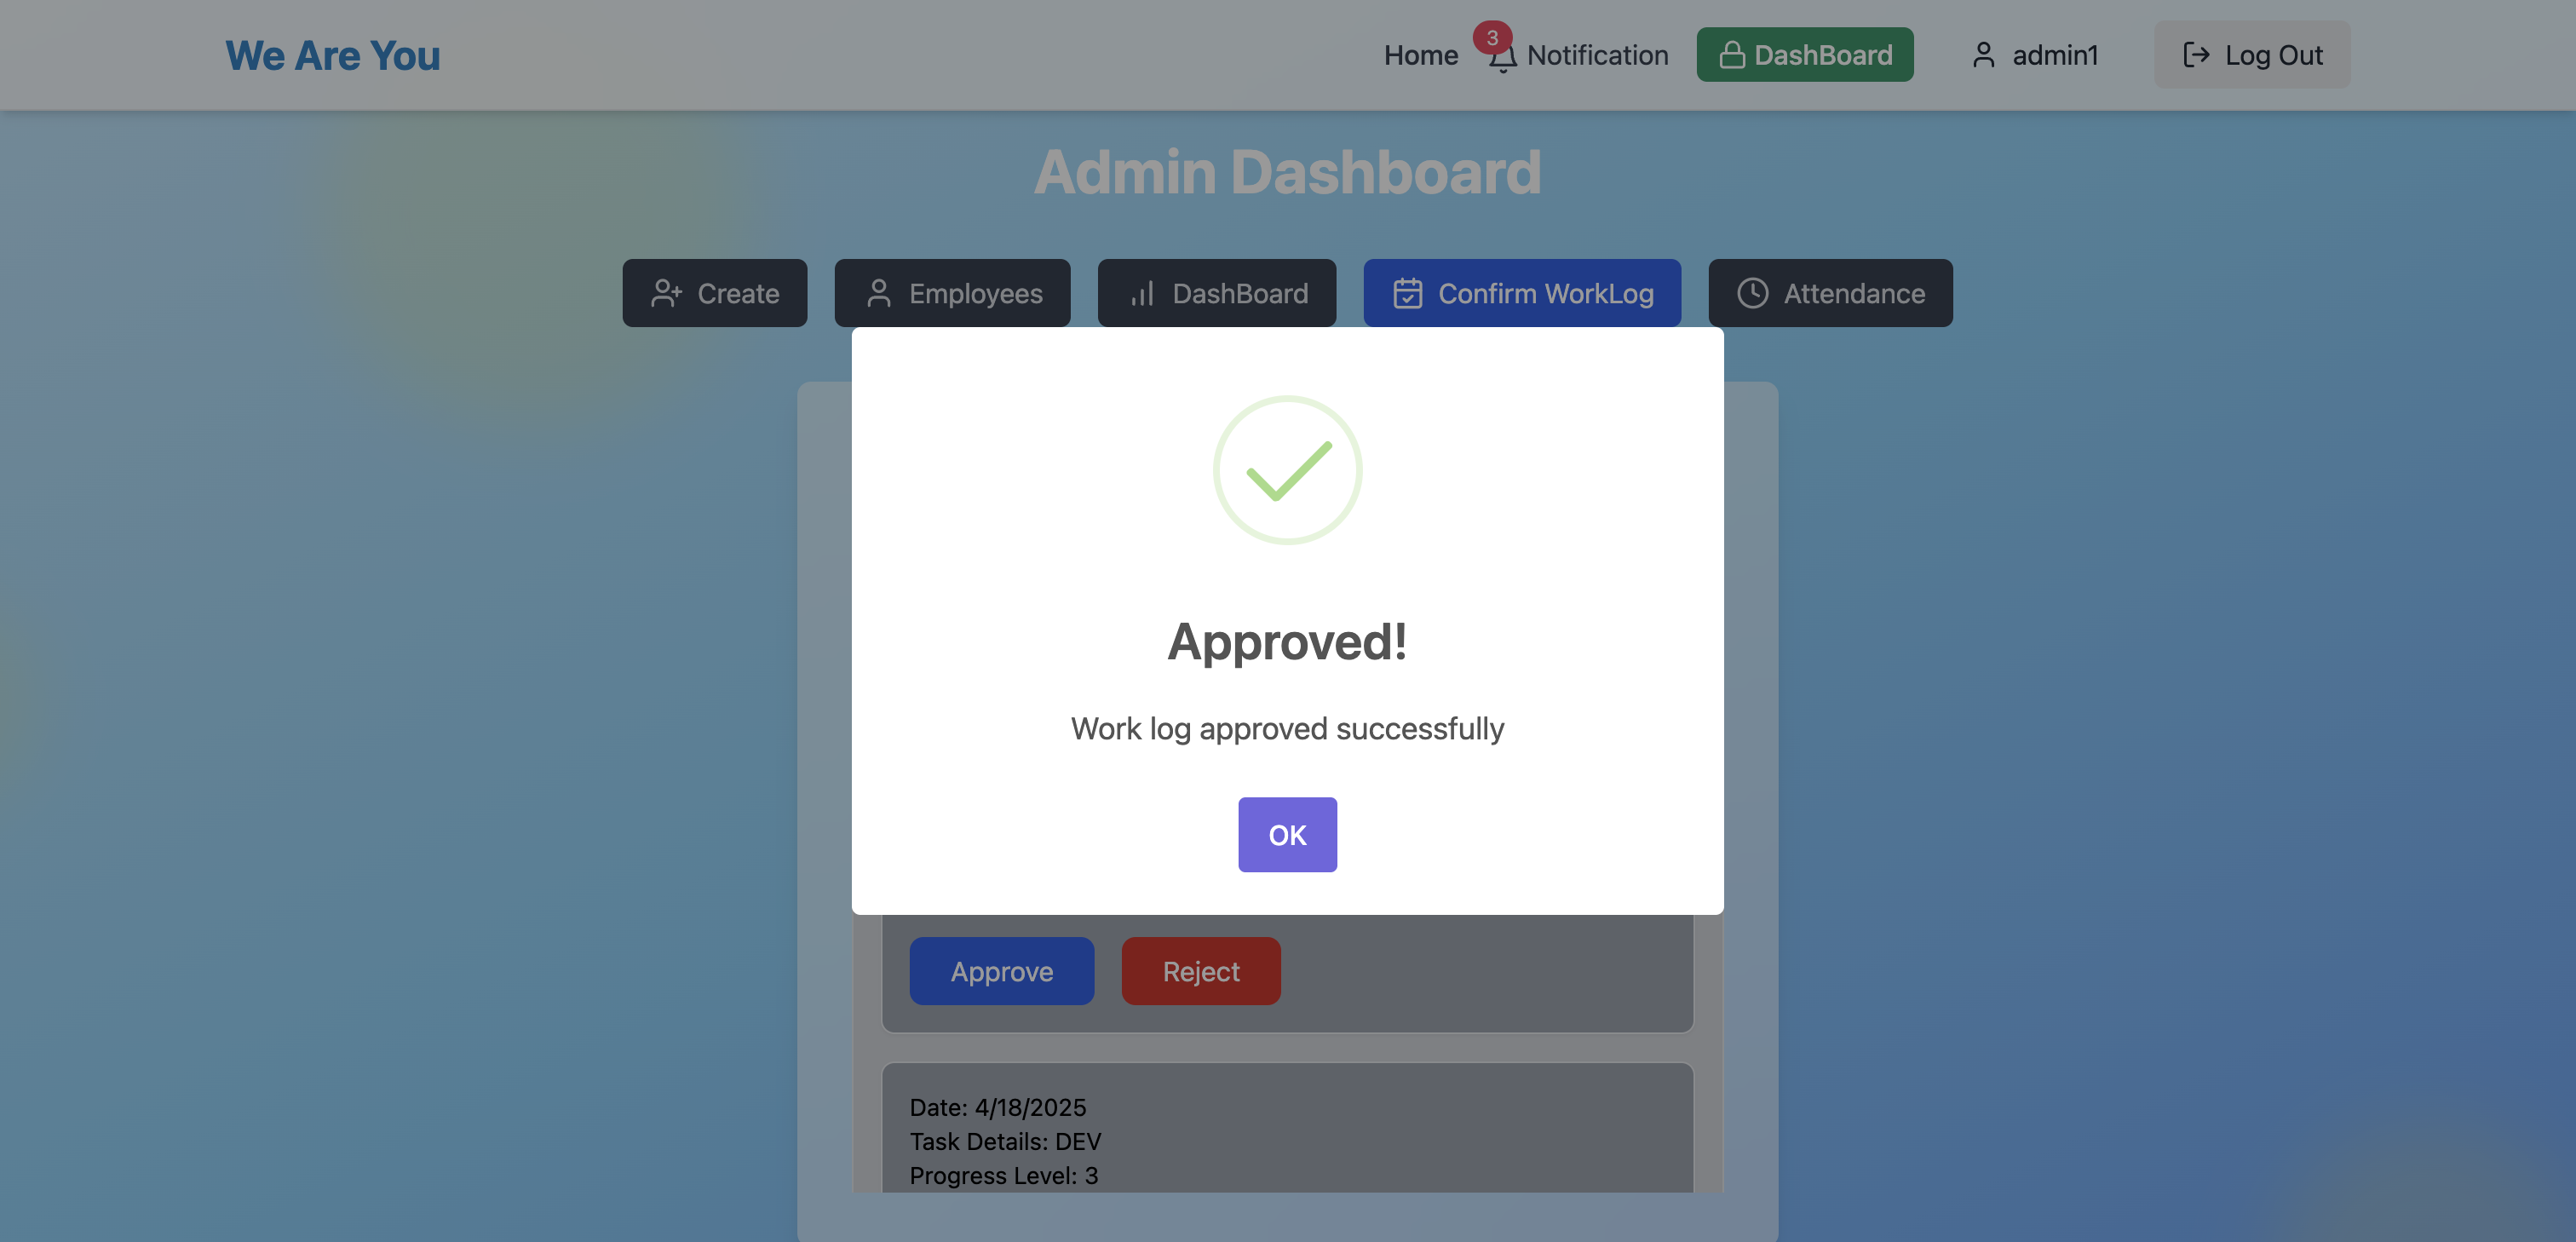 We Are You
Home 3 Notification DashBoard admin1 Log Out
Admin Dashboard
Create Employees DashBoard Confirm WorkLog Attendance
Approved!
Work log approved successfully
OK
Approve Reject
Date: 4/18/2025
Task Details: DEV
Progress Level: 3